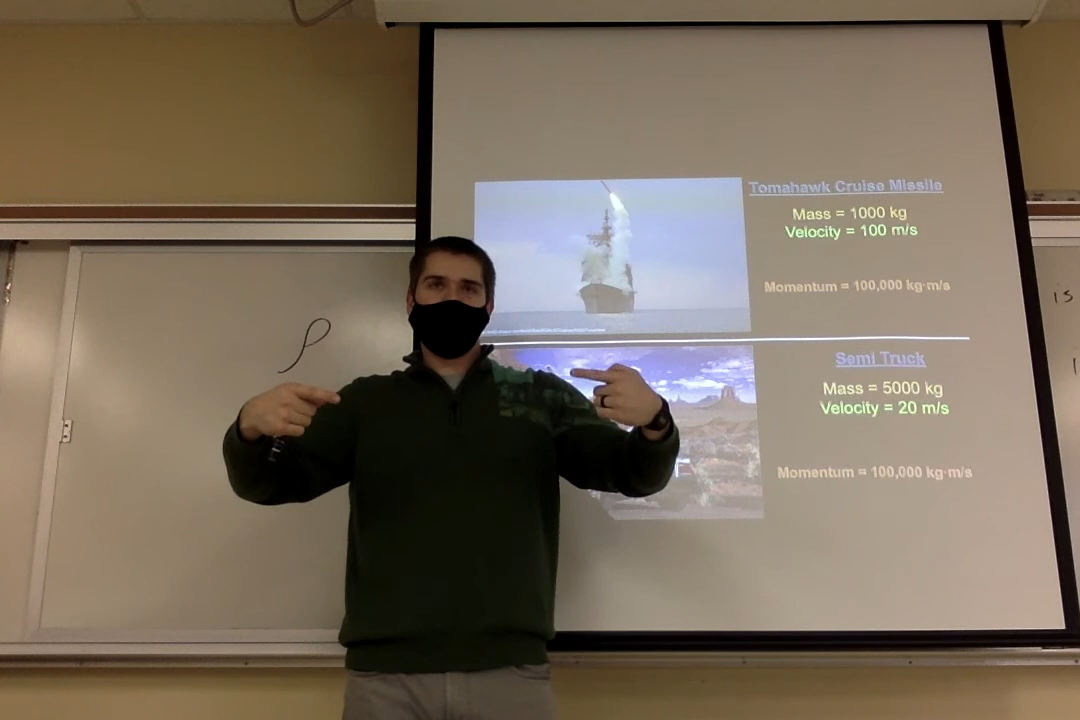 p
Tomahawk Cruise Missile
Mass = 1000 kg
Velocity = 100 m/s
Momentum = 100,000 kg·m/s
Semi Truck
Mass = 5000 kg
Velocity = 20 m/s
Momentum = 100,000 kg·m/s
is